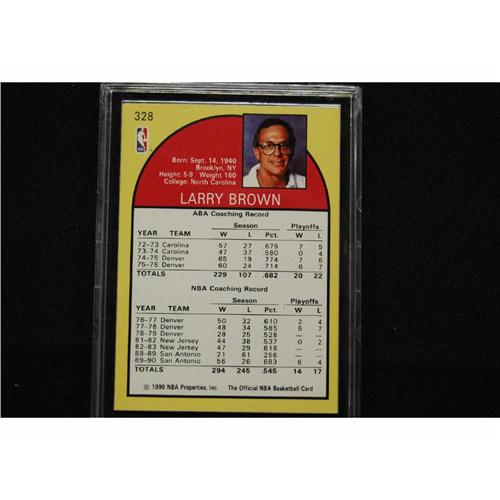 328
NBA
Born: Sept. 14, 1940
Brooklyn, NY
Height: 5-9 Weight 160
College: North Carolina
LARRY BROWN
ABA Coaching Record
Season Playoffs
YEAR TEAM W L Pct. W L
72-73 Carolina 57 27 .679 7 5
73-74 Carolina 47 37 .560 0 4
74-75 Denver 65 19 .774 7 6
75-76 Denver 60 24 .714 6 7
TOTALS 229 107 .682 20 22
NBA Coaching Record
Season Playoffs
YEAR TEAM W L Pct. W L
76-77 Denver 50 32 .610 2 4
77-78 Denver 48 34 .585 6 7
78-79 Denver 28 25 .528
81-82 New Jersey 44 38 .537 0 2
82-83 New Jersey 47 29 .618
88-89 San Antonio 21 61 .256
89-90 San Antonio 56 26 .683 6 4
TOTALS 294 245 .545 14 17
© 1990 NBA Properties, Inc. The Official NBA Basketball Card